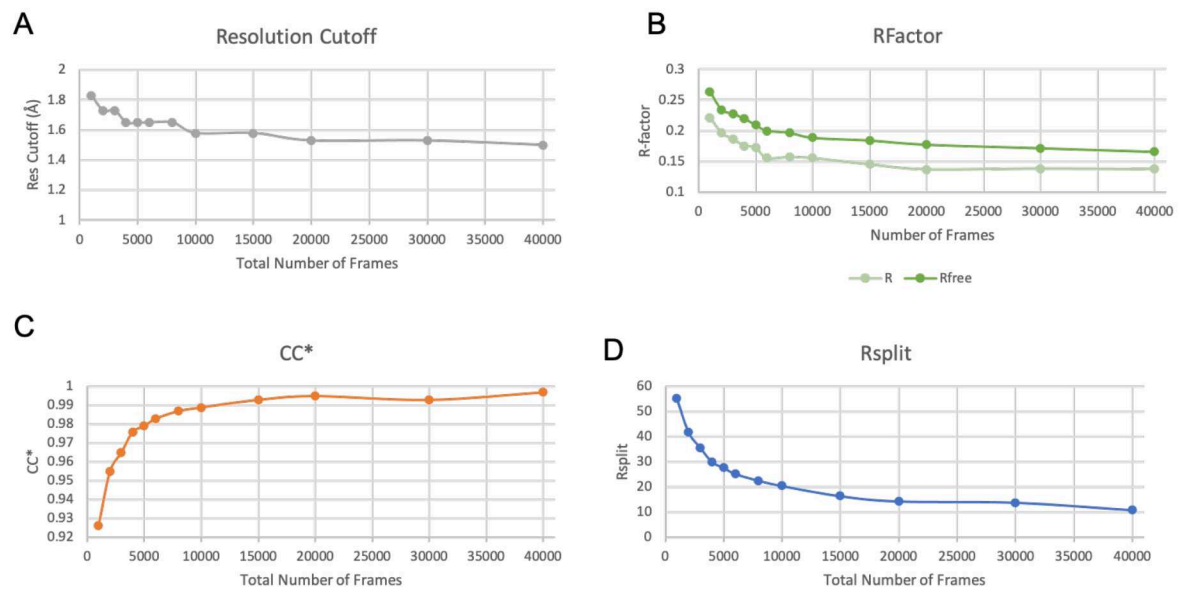 A
Resolution Cutoff
Res Cutoff (Å)
2
1.8
1.6
1.4
1.2
1
0 5000 10000 15000 20000 25000 30000 35000 40000
Total Number of Frames
B
RFactor
R-factor
0.3
0.25
0.2
0.15
0.1
0 5000 10000 15000 20000 25000 30000 35000 40000
Number of Frames
R Rfree
C
CC*
CC*
1
0.99
0.98
0.97
0.96
0.95
0.94
0.93
0.92
0 5000 10000 15000 20000 25000 30000 35000 40000
Total Number of Frames
D
Rsplit
Rsplit
60
50
40
30
20
10
0
0 5000 10000 15000 20000 25000 30000 35000 40000
Total Number of Frames